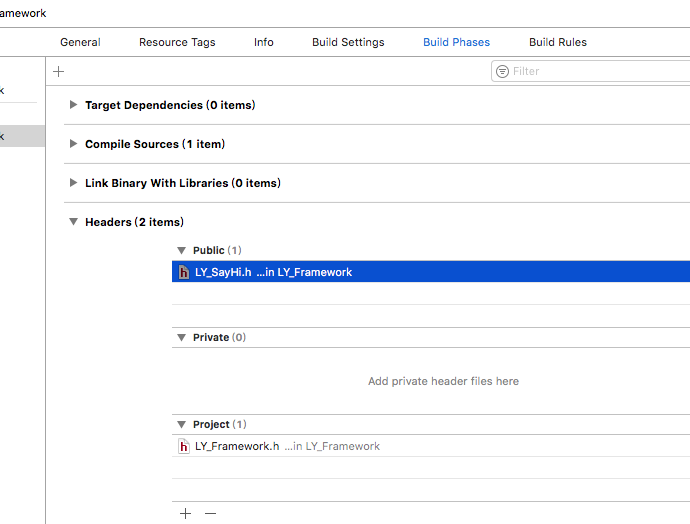 amework
General Resource Tags Info Build Settings Build Phases Build Rules
Filter
k
Target Dependencies (0 items)
k
Compile Sources (1 item)
Link Binary With Libraries (0 items)
Headers (2 items)
Public (1)
LY_SayHi.h ...in LY_Framework
Private (0)
Add private header files here
Project (1)
LY_Framework.h ...in LY_Framework